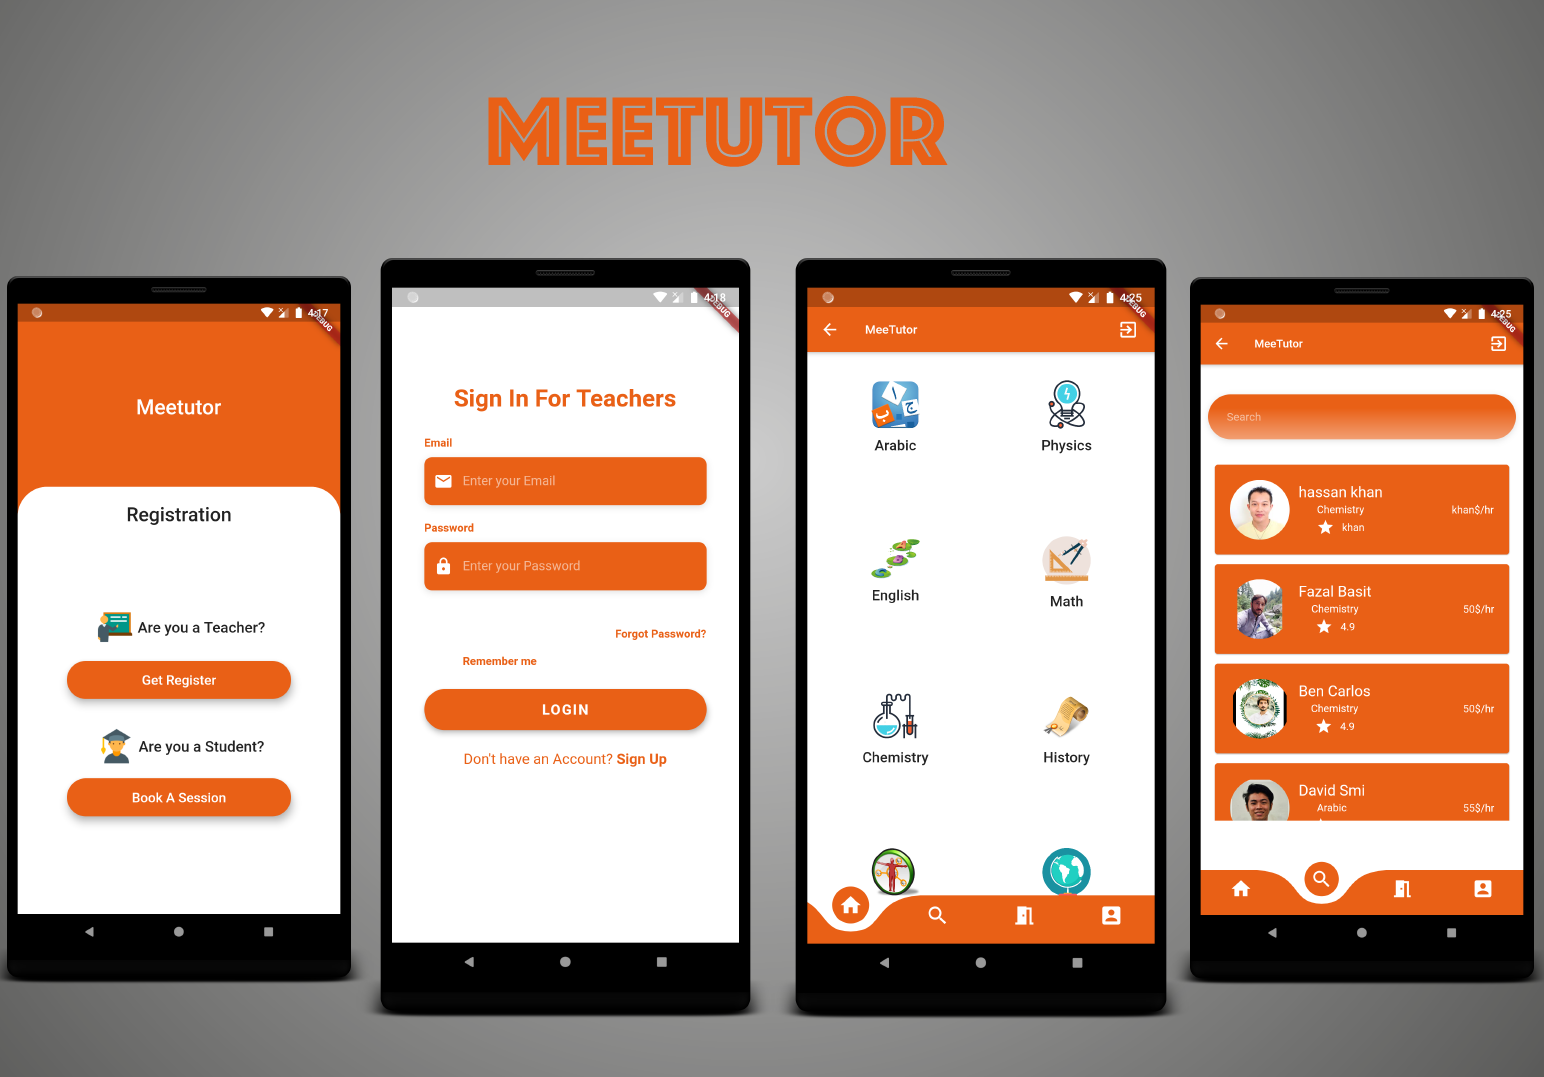 MEETUTOR
4:17
DEBUG
Meetutor
Registration
Are you a Teacher?
Get Register
Are you a Student?
Book A Session
4:18
DEBUG
Sign In For Teachers
Email
Enter your Email
Password
Enter your Password
Forgot Password?
Remember me
LOGIN
Don't have an Account? Sign Up
4:25
DEBUG
MeeTutor
Arabic
Physics
English
Math
Chemistry
History
4:25
DEBUG
MeeTutor
Search
hassan khan
Chemistry
khan$/hr
khan
Fazal Basit
Chemistry
50$/hr
4.9
Ben Carlos
Chemistry
50$/hr
4.9
David Smi
Arabic
55$/hr